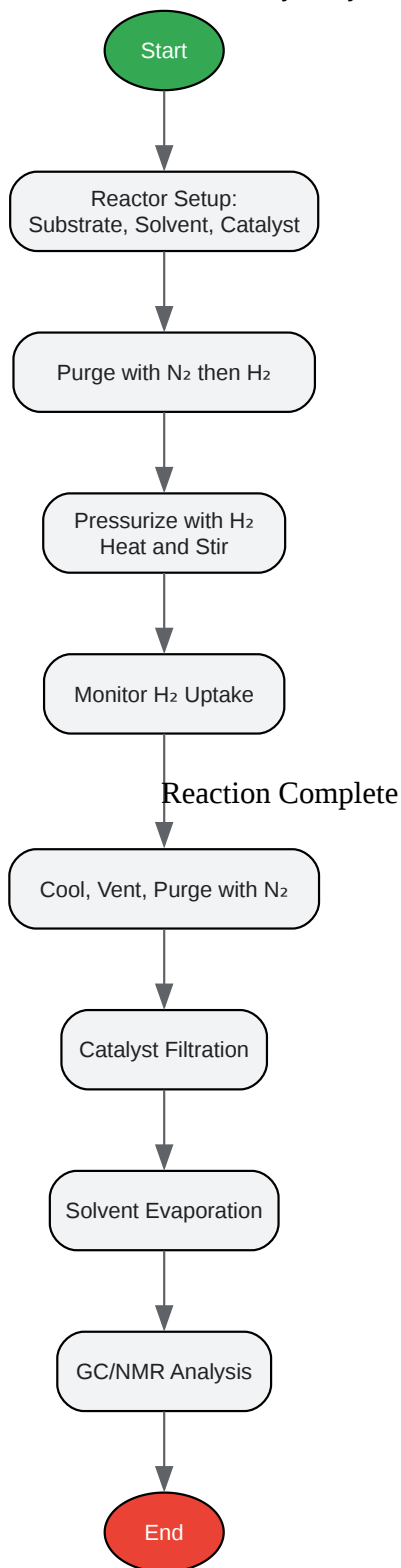 Start
Reactor Setup:
Substrate, Solvent, Catalyst
Purge with N₂ then H₂
Pressurize with H₂
Heat and Stir
Monitor H₂ Uptake
Reaction Complete
Cool, Vent, Purge with N₂
Catalyst Filtration
Solvent Evaporation
GC/NMR Analysis
End